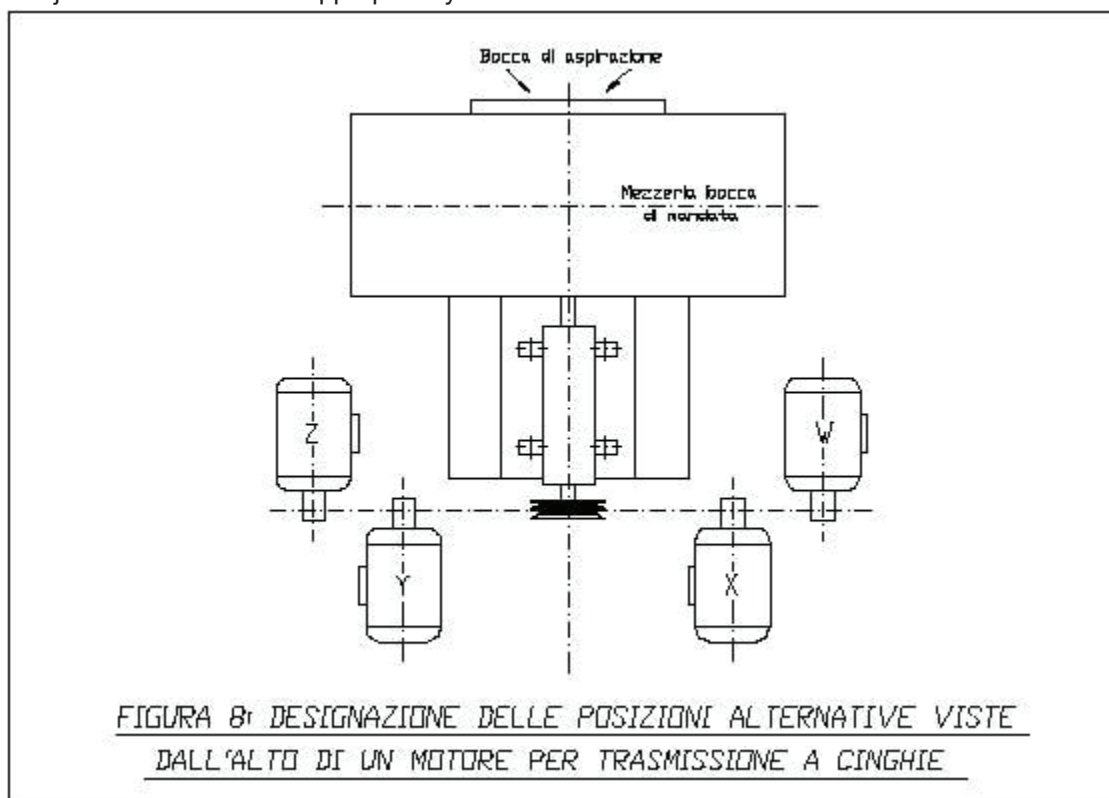 Bocca di aspirazione
Mezzeria bocca
di mandata
Z
W
Y
X
FIGURA 8: DESIGNAZIONE DELLE POSIZIONI ALTERNATIVE VISTE
DALL'ALTO DI UN MOTORE PER TRASMISSIONE A CINGHIE